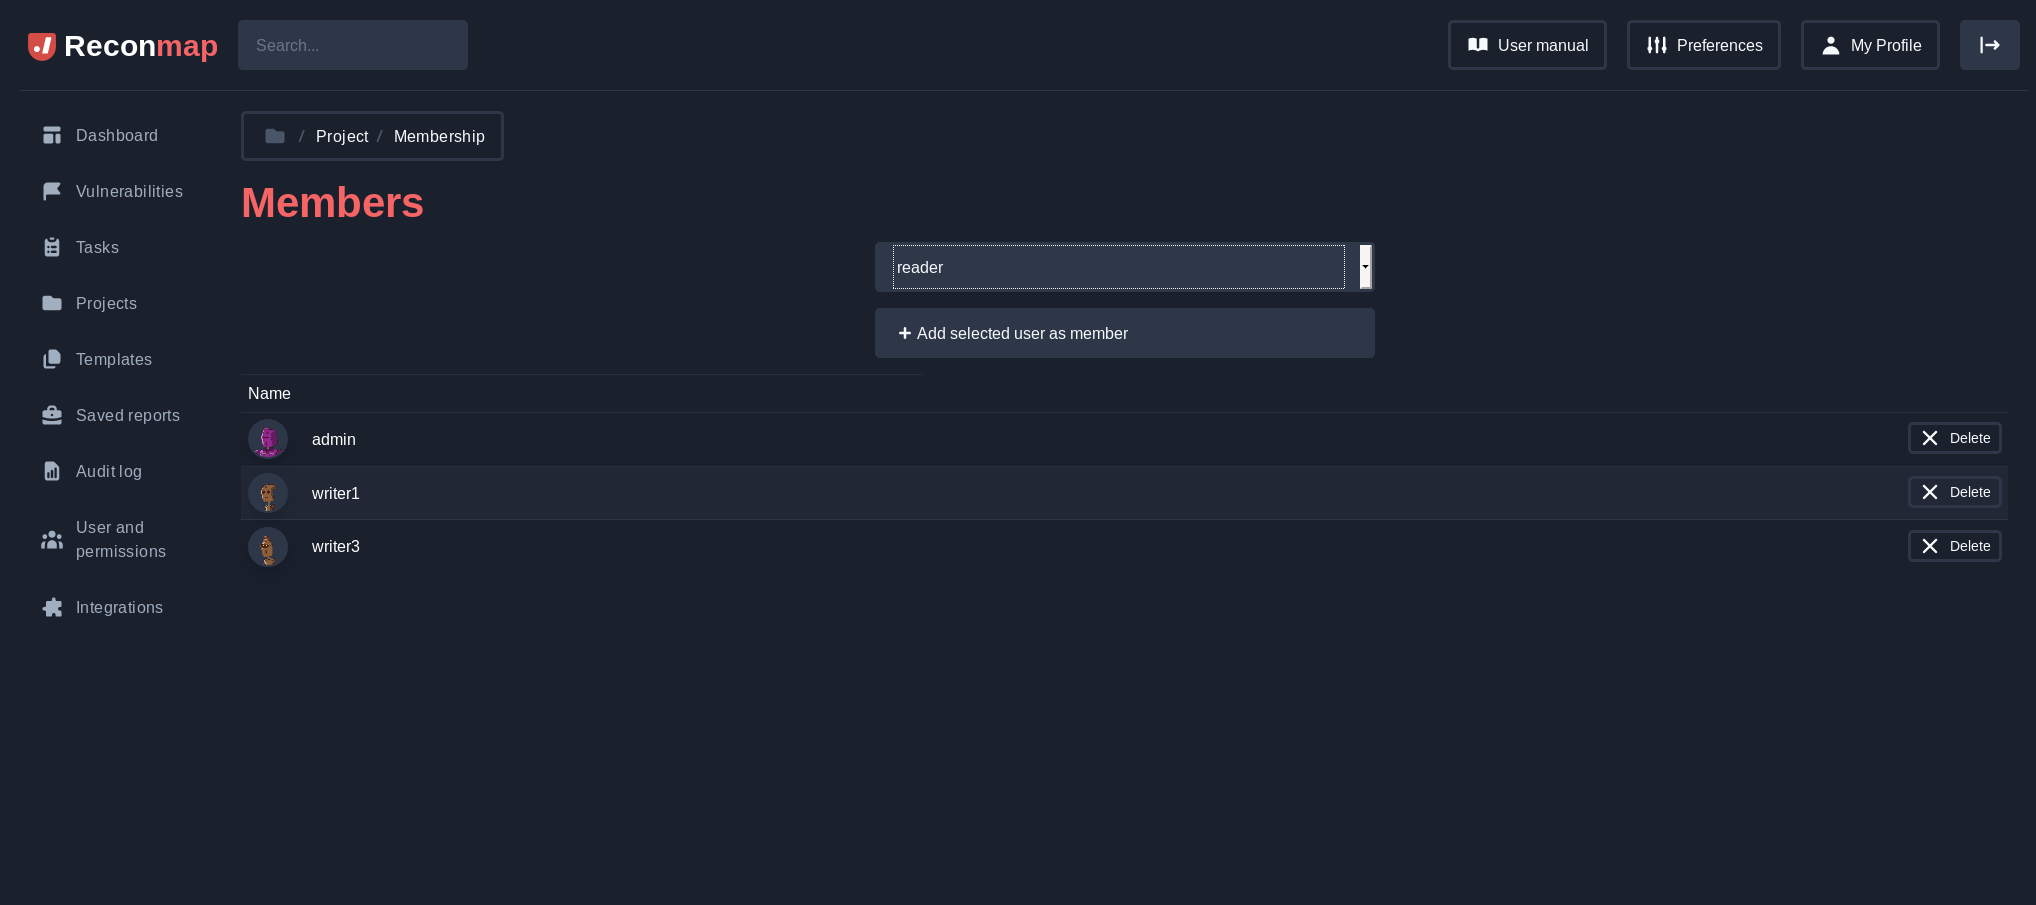 Reconmap
Search...
User manual
Preferences
My Profile
Dashboard
Vulnerabilities
Tasks
Projects
Templates
Saved reports
Audit log
User and
permissions
Integrations
/ Project / Membership
Members
reader
+ Add selected user as member
Name
admin
Delete
writer1
Delete
writer3
Delete